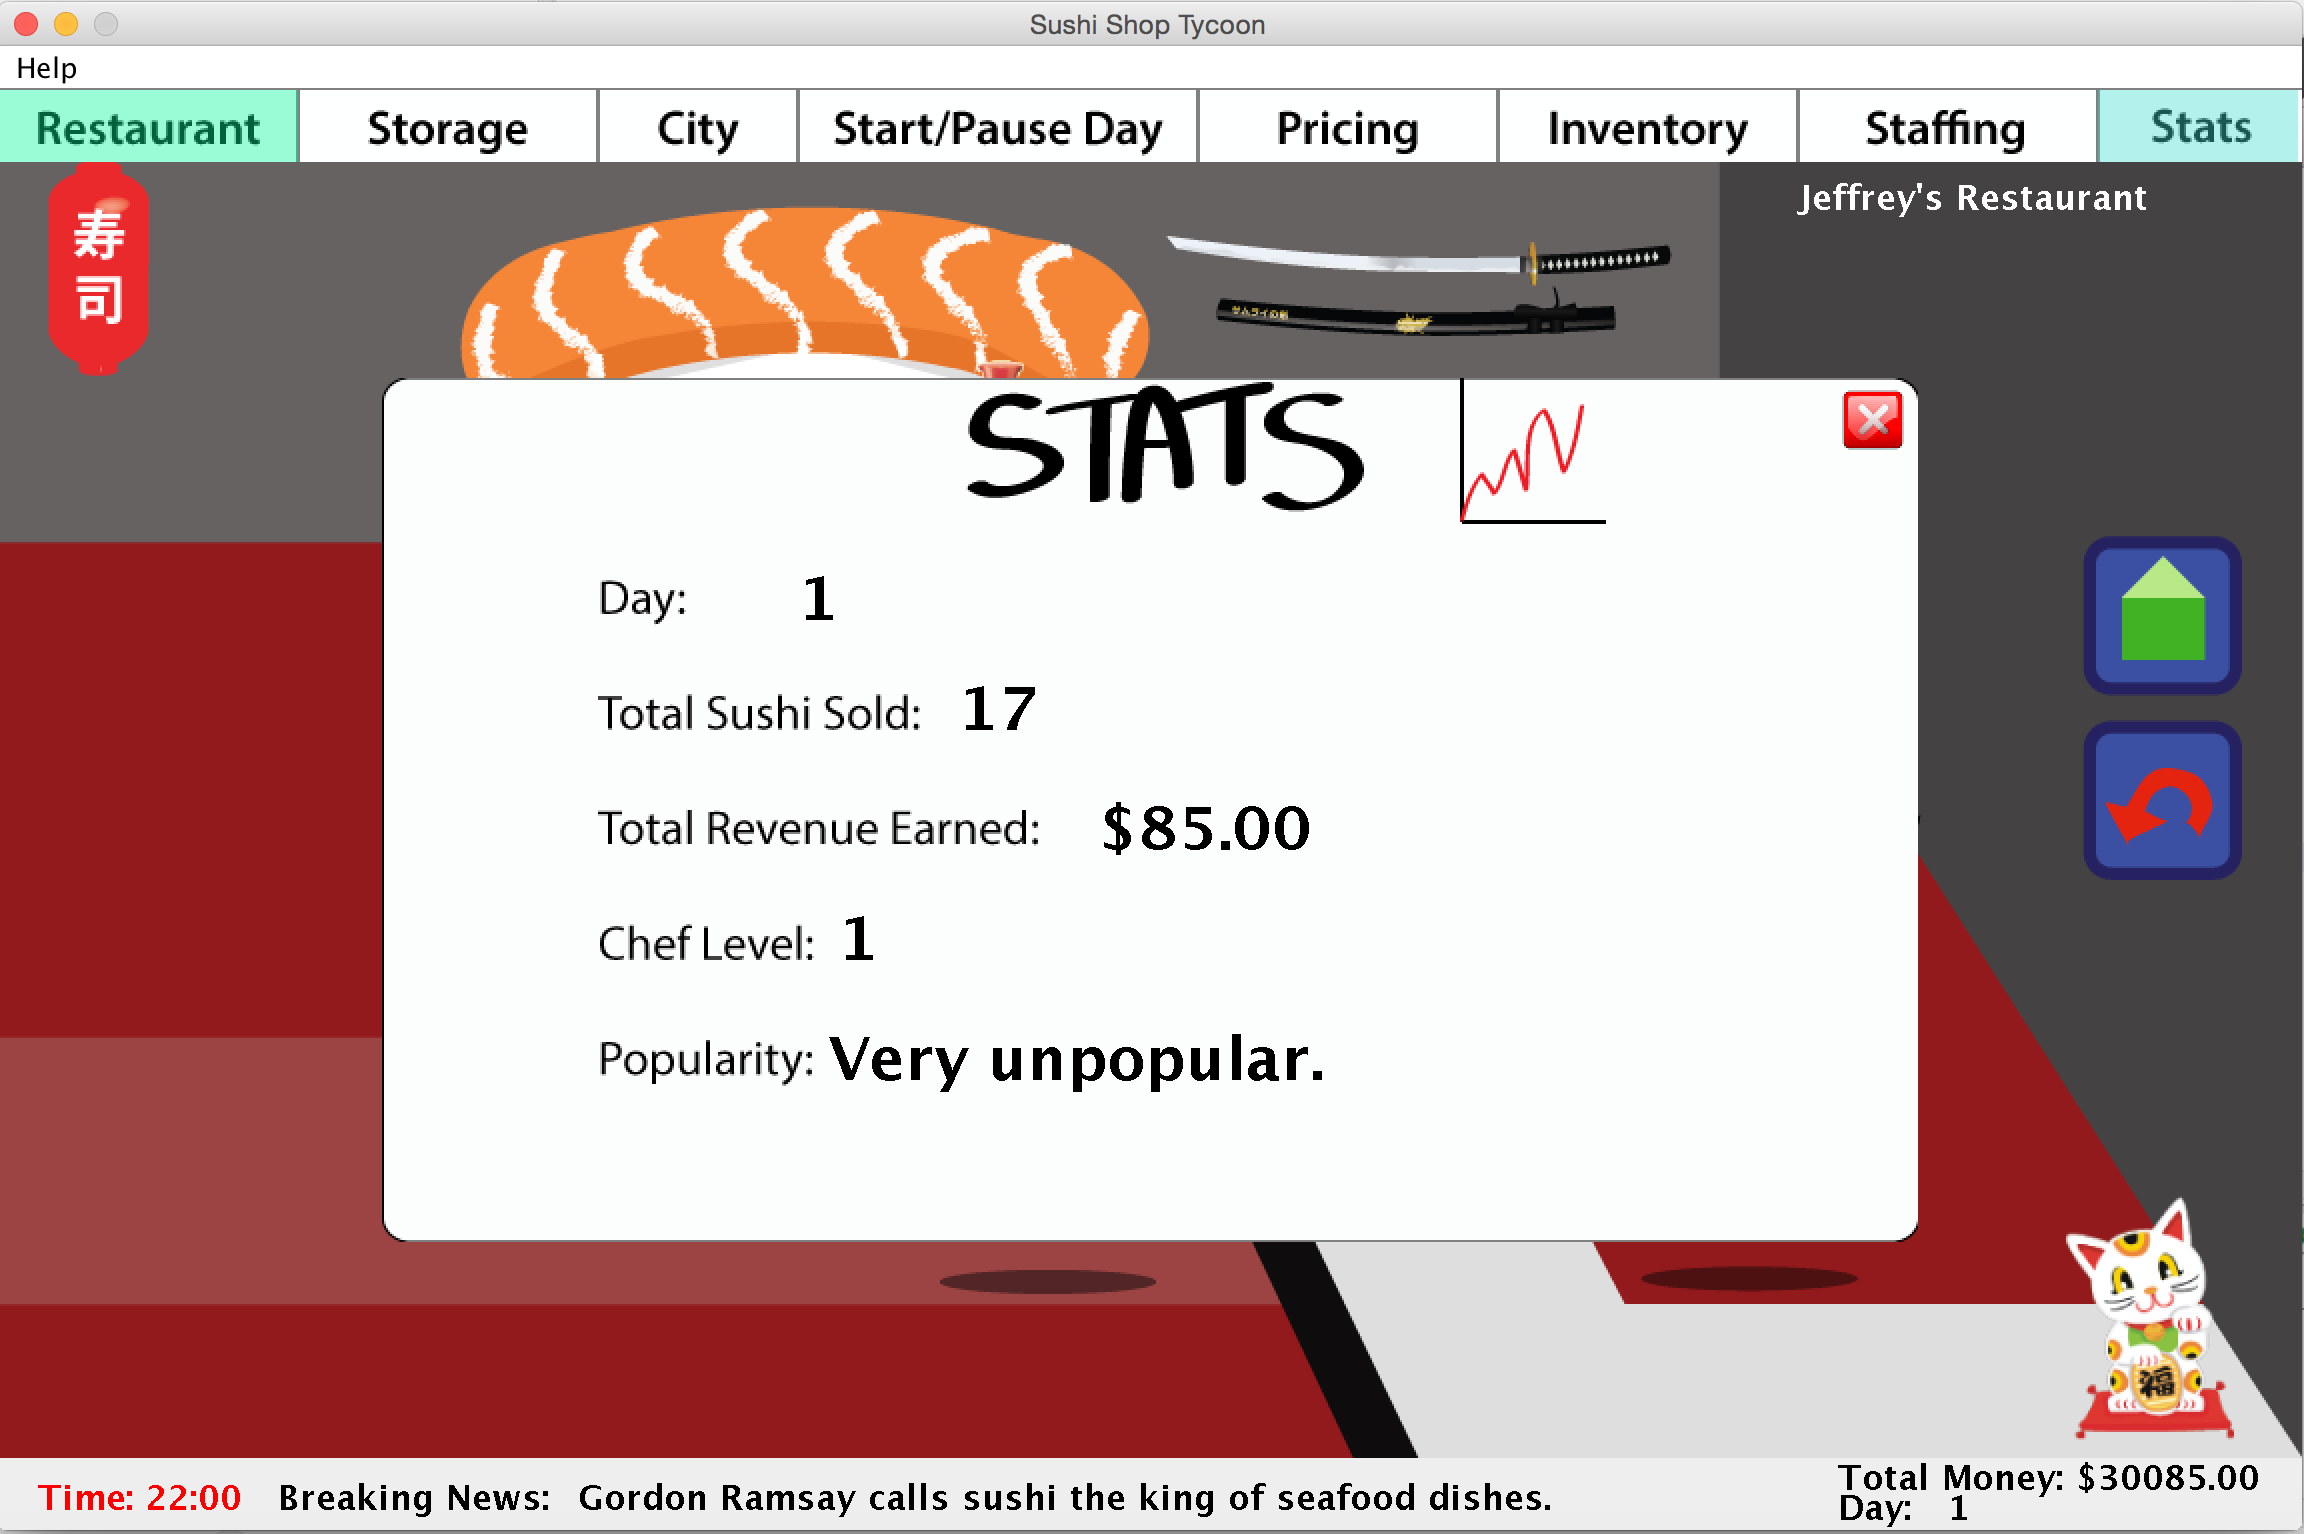 Sushi Shop Tycoon
Help
Restaurant Storage City Start/Pause Day Pricing Inventory Staffing Stats
Jeffrey's Restaurant
寿
司
STATS
Day: 1
Total Sushi Sold: 17
Total Revenue Earned: $85.00
Chef Level: 1
Popularity: Very unpopular.
福
Time: 22:00 Breaking News: Gordon Ramsay calls sushi the king of seafood dishes.
Total Money: $30085.00
Day: 1